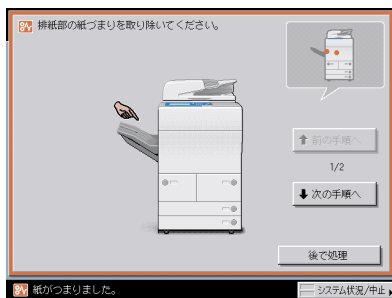 排紙部の紙づまりを取り除いてください。
前の手順へ
1/2
次の手順へ
後で処理
紙がつまりました。
システム状況/中止